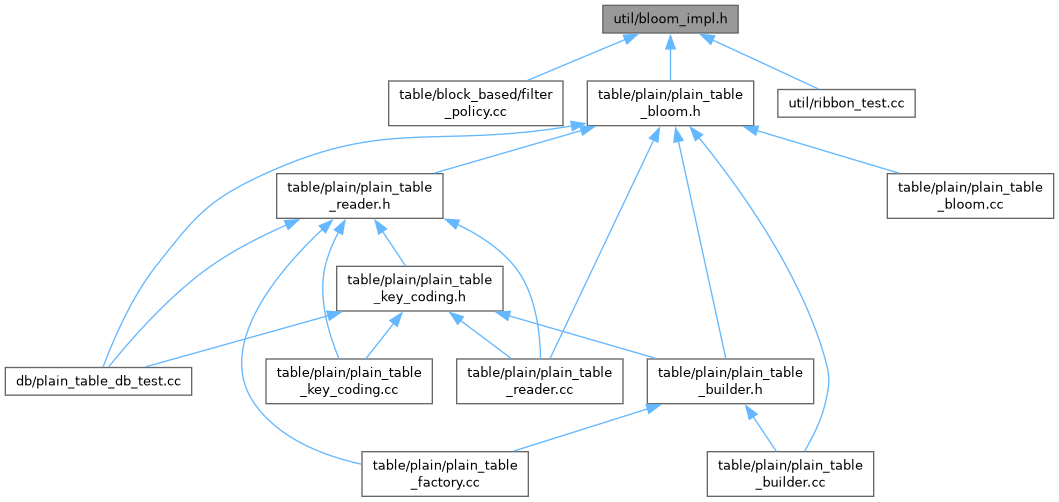 util/bloom_impl.h
table/block_based/filter
_policy.cc
table/plain/plain_table
_bloom.h
util/ribbon_test.cc
table/plain/plain_table
_reader.h
table/plain/plain_table
_bloom.cc
table/plain/plain_table
_key_coding.h
db/plain_table_db_test.cc
table/plain/plain_table
_key_coding.cc
table/plain/plain_table
_reader.cc
table/plain/plain_table
_builder.h
table/plain/plain_table
_factory.cc
table/plain/plain_table
_builder.cc